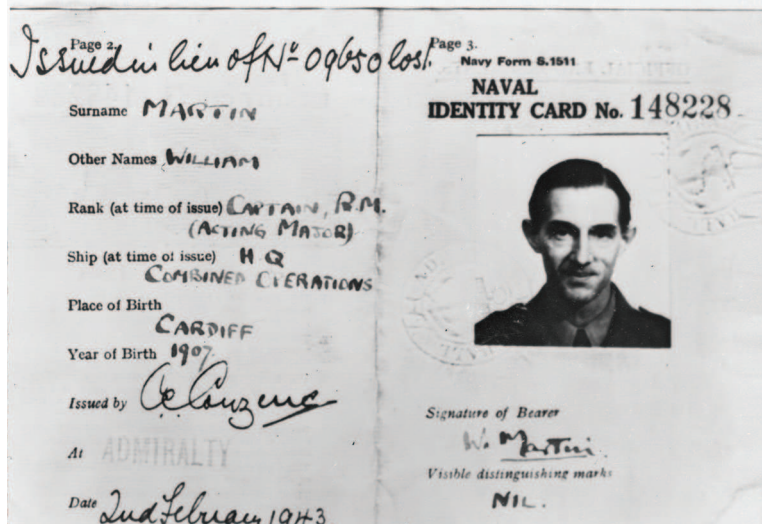 Page 2.
Issued in lieu of No 09650 lost.
Surname MARTIN
Other Names WILLIAM
Rank (at time of issue) CAPTAIN, R.M.
(ACTING MAJOR)
Ship (at time of issue) H Q
COMBINED OPERATIONS
Place of Birth
CARDIFF
Year of Birth 1907
Issued by
At ADMIRALTY
Date 2nd February 1943
Page 3.
Navy Form S.1511
NAVAL
IDENTITY CARD No. 148228
Signature of Bearer
W. Martin.
Visible distinguishing marks
NIL.